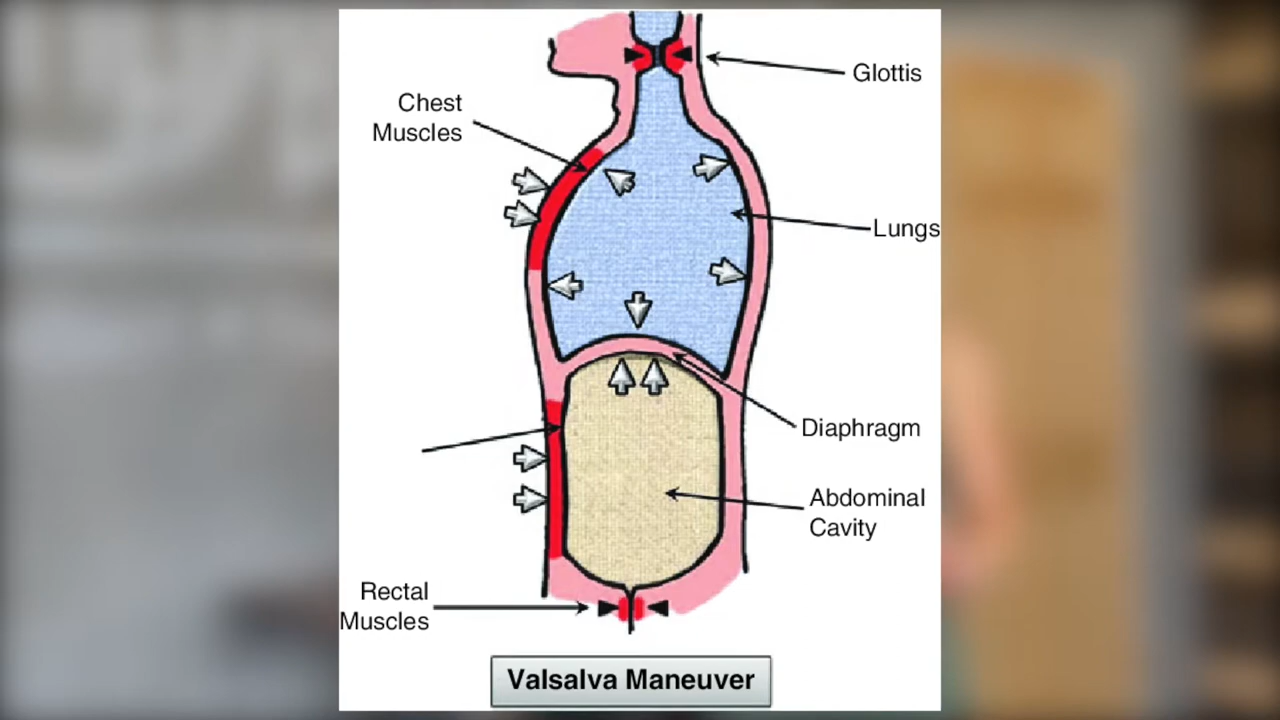 Glottis
Chest
Muscles
Lungs
Diaphragm
Abdominal
Cavity
Rectal
Muscles
Valsalva Maneuver